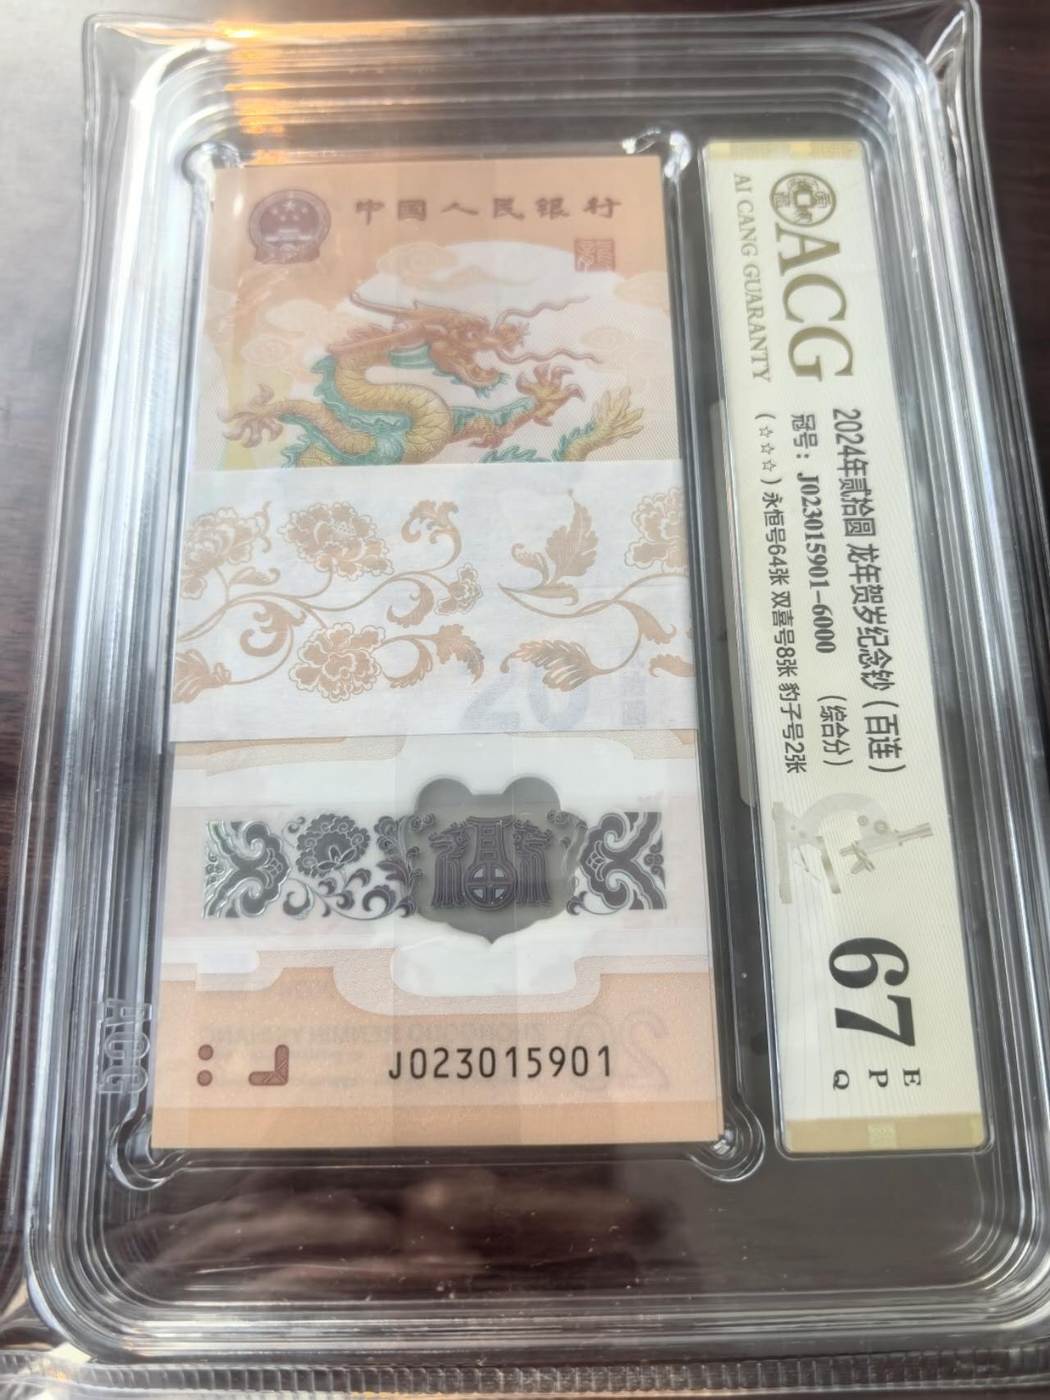 中国人民银行
福
J023015901
ACG
AI CANG GUARANTY
2024年贰拾圆 龙年贺岁纪念钞（百连）
冠号：J023015901-6000 （综合分）
（☆☆☆）永恒号64张 双喜号8张 豹子号2张
67
E
P
Q
ACG